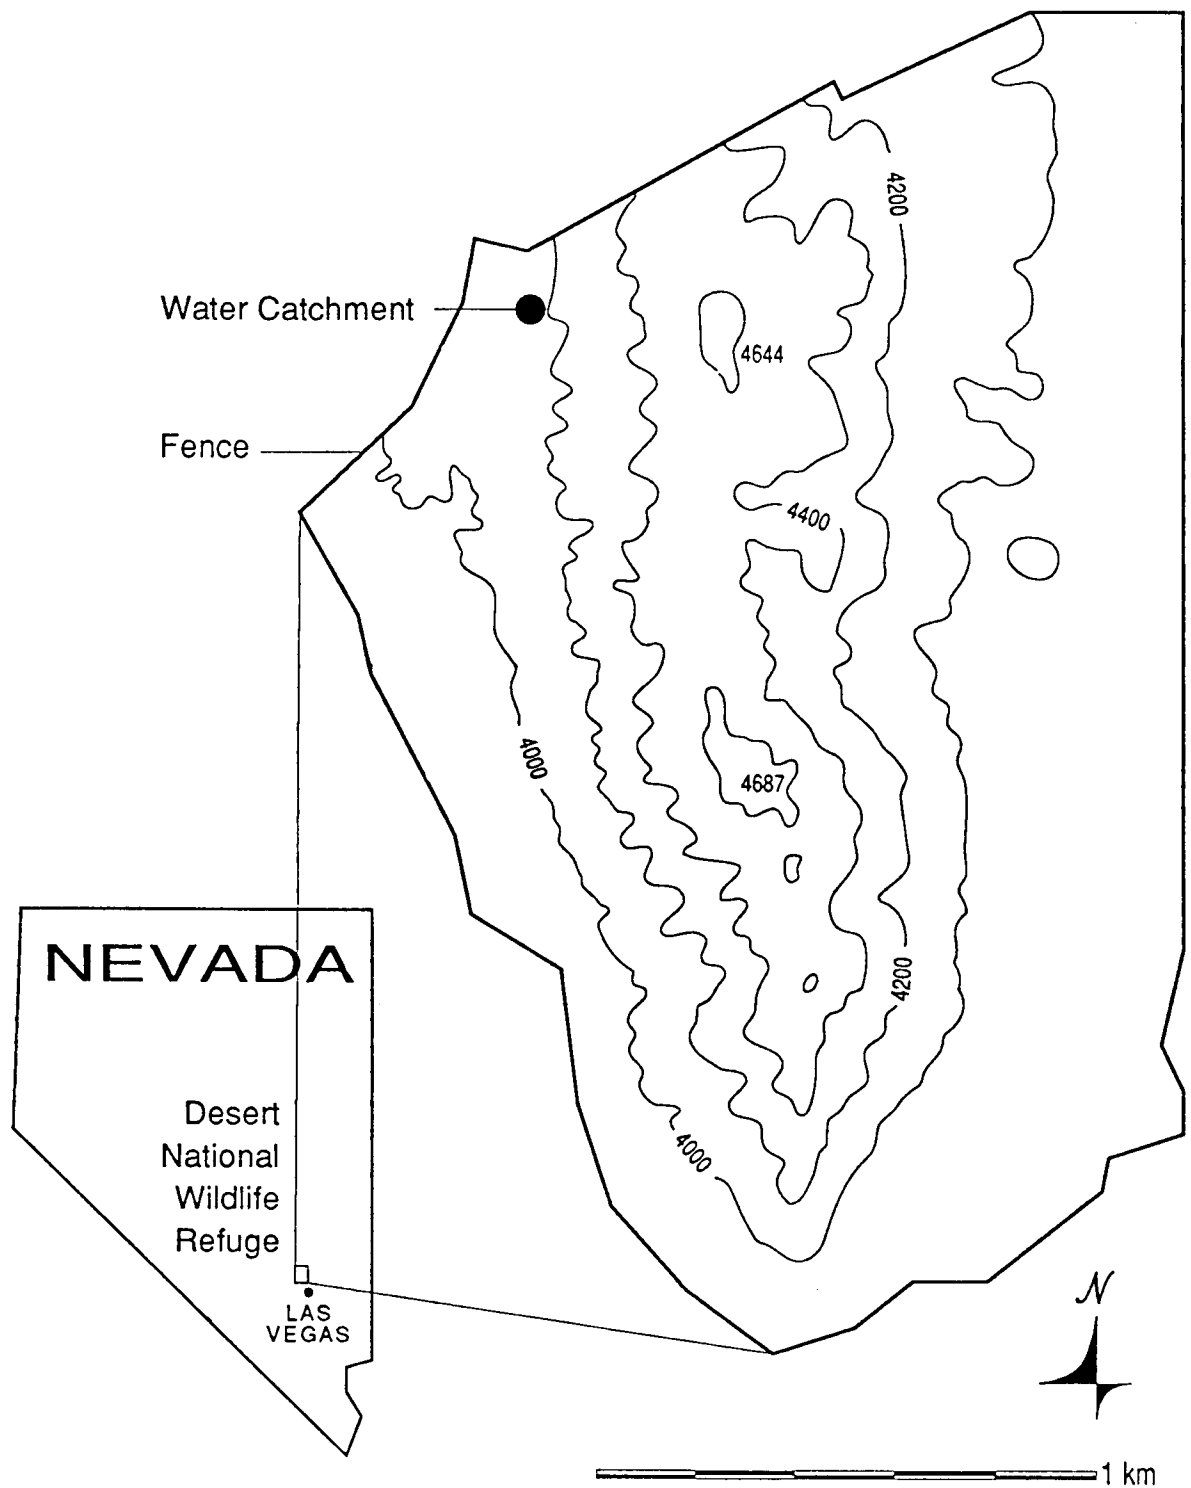 4200
Water Catchment
4644
Fence
4400
4000
4687
NEVADA
4200
Desert
National
Wildlife
Refuge
4000
LAS
VEGAS
N
1 km